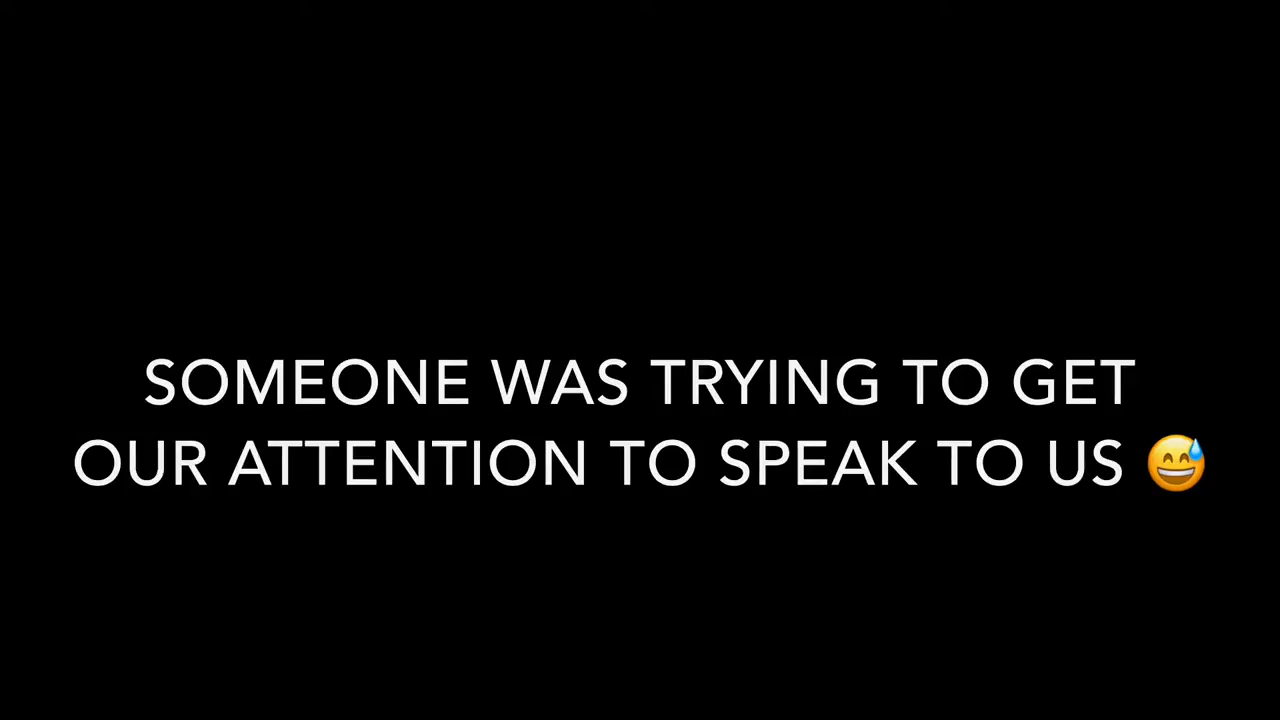 SOMEONE WAS TRYING TO GET
OUR ATTENTION TO SPEAK TO US 😅